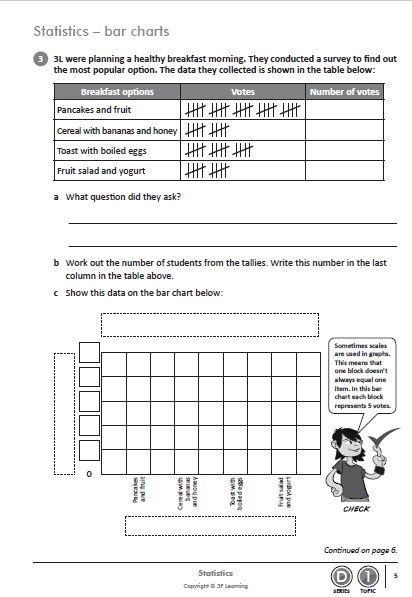 Statistics – bar charts
3 3L were planning a healthy breakfast morning. They conducted a survey to find out
the most popular option. The data they collected is shown in the table below:
Breakfast options Votes Number of votes
Pancakes and fruit
Cereal with bananas and honey
Toast with boiled eggs
Fruit salad and yogurt
a What question did they ask?
b Work out the number of students from the tallies. Write this number in the last
column in the table above.
c Show this data on the bar chart below:
Sometimes scales
are used in graphs.
This means that
one block doesn't
always equal one
item. In this bar
chart each block
represents 5 votes.
0
Pancakes
and fruit
Cereal with
bananas
and honey
Toast with
boiled eggs
Fruit salad
and yogurt
CHECK
Continued on page 6.
Statistics
Copyright © 3P Learning
D 1
SERIES TOPIC
5